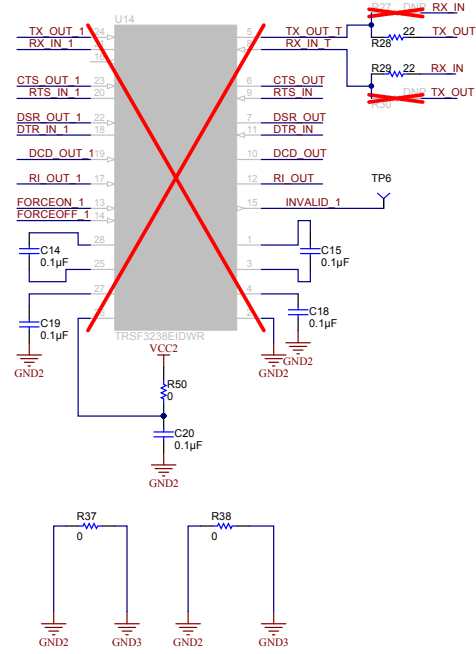 U14
R27 DNP RX_IN
TX_OUT_1 24 5 TX_OUT_T R28 22 TX_OUT
RX_IN_1 RX_IN_T
16
R29 22 RX_IN
CTS_OUT_1 23 6 CTS_OUT
RTS_IN_1 20 9 RTS_IN
R30 DNP TX_OUT
DSR_OUT_1 22 7 DSR_OUT
DTR_IN_1 18 11 DTR_IN
DCD_OUT_1 19 10 DCD_OUT
RI_OUT_1 17 12 RI_OUT
TP6
FORCEON_1 13 15 INVALID_1
FORCEOFF_1 14
28 1
C14
0.1µF
C15
0.1µF
25 3
27 4
C19
0.1µF
C18
0.1µF
2
TRSF3238EIDWR
GND2
VCC2
GND2
GND2
R50
0
C20
0.1µF
GND2
R37
0
R38
0
GND2 GND3 GND2 GND3